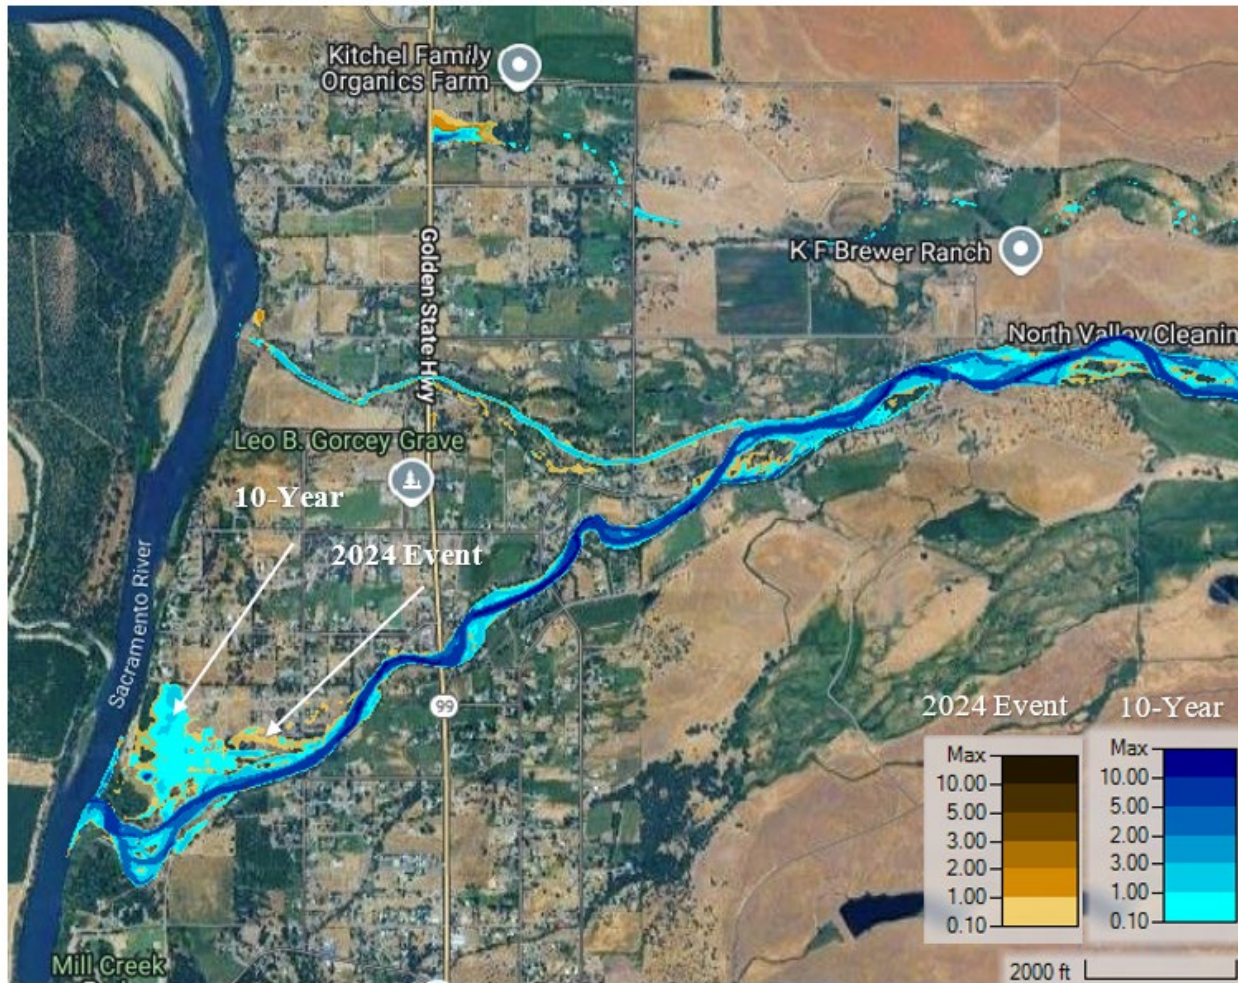 Kitchel Family
Organics Farm
Golden State Hwy
K F Brewer Ranch
North Valley Cleanin
Leo B. Gorcey Grave
10-Year
2024 Event
Sacramento River
99
2024 Event
10-Year
Max
10.00
5.00
3.00
2.00
1.00
0.10
Max
10.00
5.00
2.00
3.00
1.00
0.10
Mill Creek
2000 ft